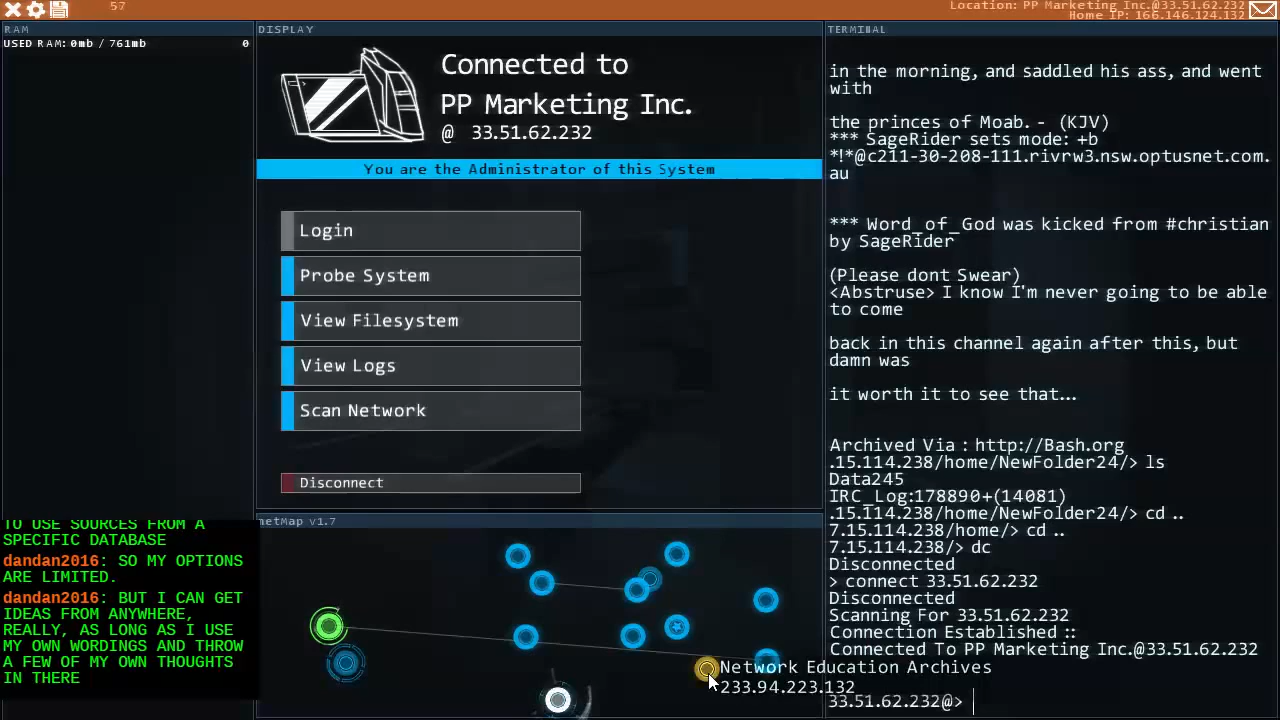 57
Location: PP Marketing Inc.@33.51.62.232
Home IP: 166.146.124.132
RAM
USED RAM: 0mb / 761mb
0
TO USE SOURCES FROM A
SPECIFIC DATABASE
dandan2016: SO MY OPTIONS
ARE LIMITED.
dandan2016: BUT I CAN GET
IDEAS FROM ANYWHERE,
REALLY, AS LONG AS I USE
MY OWN WORDINGS AND THROW
A FEW OF MY OWN THOUGHTS
IN THERE
DISPLAY
Connected to
PP Marketing Inc.
@ 33.51.62.232
You are the Administrator of this System
Login
Probe System
View Filesystem
View Logs
Scan Network
Disconnect
netMap v1.7
Network Education Archives
233.94.223.132
TERMINAL
in the morning, and saddled his ass, and went
with
the princes of Moab. - (KJV)
*** SageRider sets mode: +b
*!*@c211-30-208-111.rivrw3.nsw.optusnet.com.
au
*** Word_of_God was kicked from #christian
by SageRider
(Please dont Swear)
<Abstruse> I know I'm never going to be able
to come
back in this channel again after this, but
damn was
it worth it to see that...
Archived Via : http://Bash.org
.15.114.238/home/NewFolder24/> ls
Data245
IRC_Log:178890+(14081)
.15.114.238/home/NewFolder24/> cd ..
7.15.114.238/home/> cd ..
7.15.114.238/> dc
Disconnected
> connect 33.51.62.232
Disconnected
Scanning For 33.51.62.232
Connection Established ::
Connected To PP Marketing Inc.@33.51.62.232
33.51.62.232@>